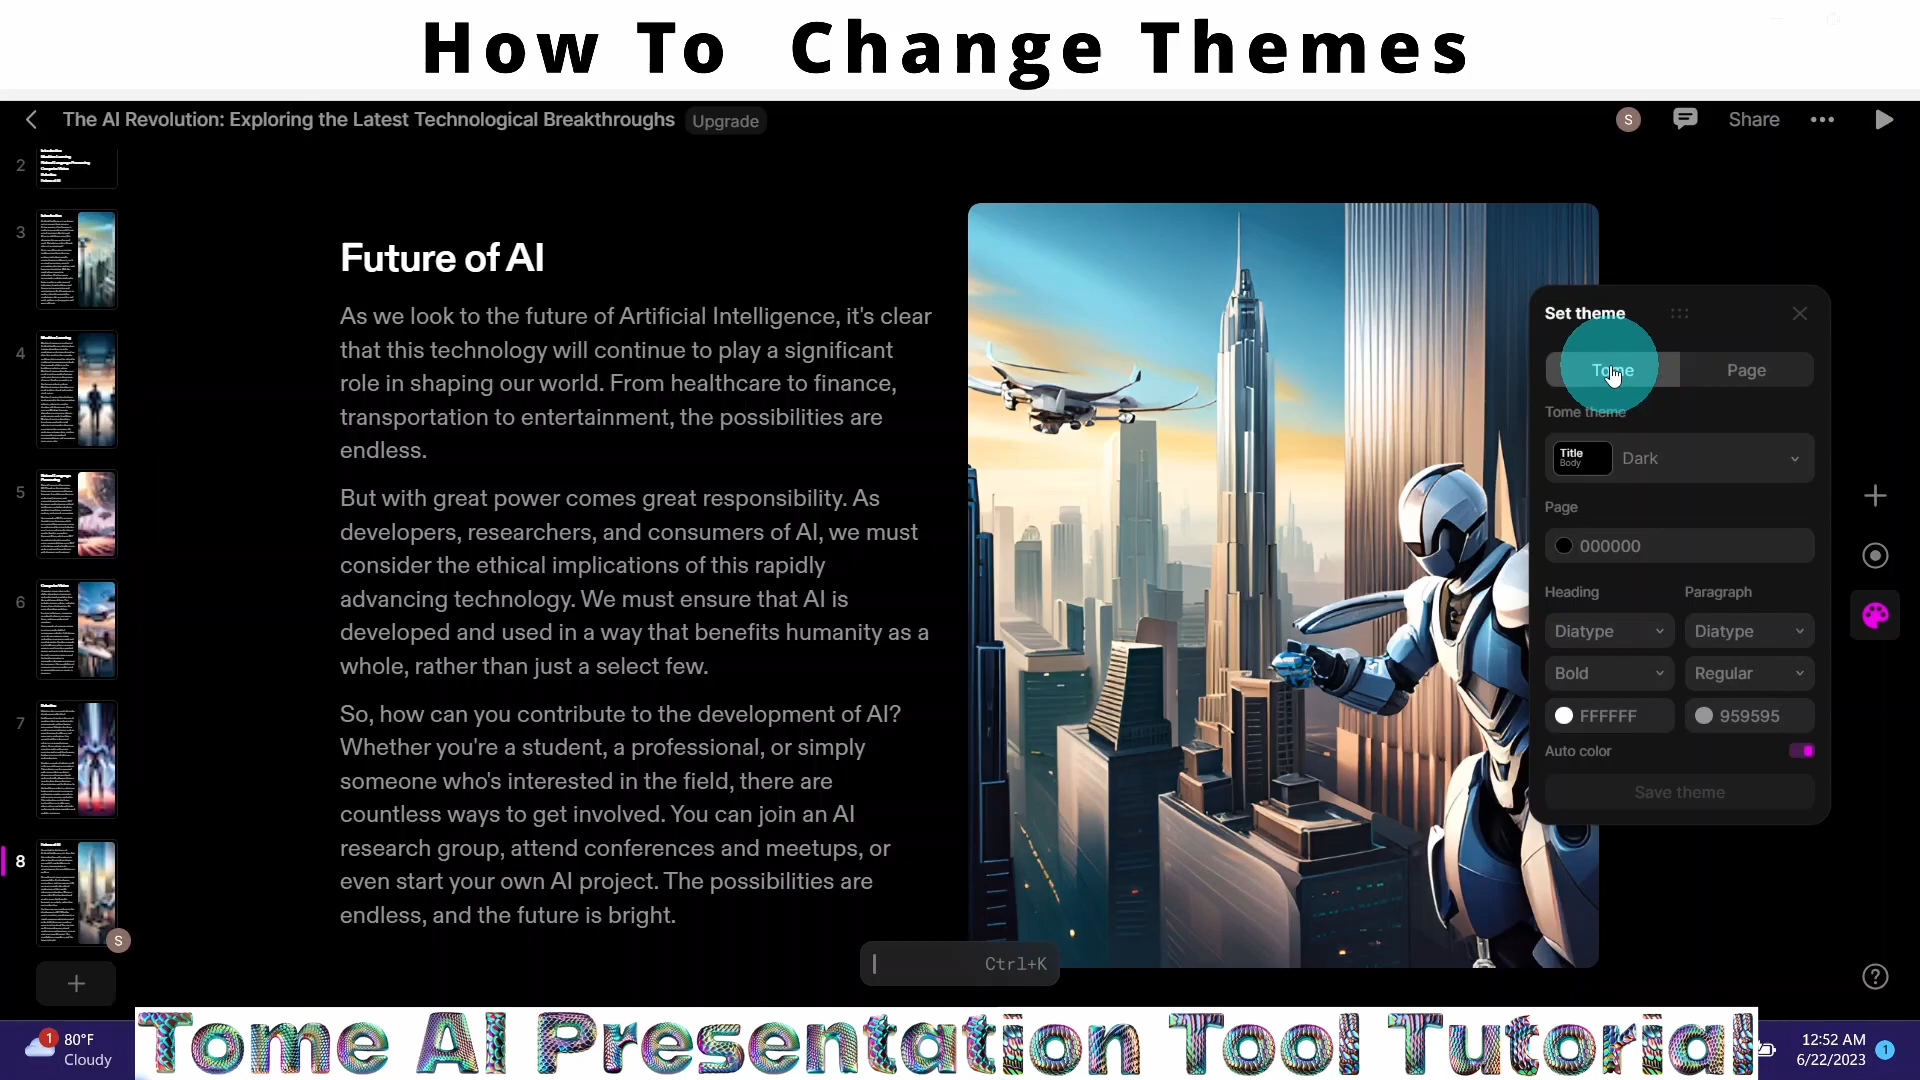 How To Change Themes
The AI Revolution: Exploring the Latest Technological Breakthroughs
Upgrade
S
Share
2
3
4
5
6
7
8
S
Future of AI
As we look to the future of Artificial Intelligence, it's clear
that this technology will continue to play a significant
role in shaping our world. From healthcare to finance,
transportation to entertainment, the possibilities are
endless.
But with great power comes great responsibility. As
developers, researchers, and consumers of AI, we must
consider the ethical implications of this rapidly
advancing technology. We must ensure that AI is
developed and used in a way that benefits humanity as a
whole, rather than just a select few.
So, how can you contribute to the development of AI?
Whether you're a student, a professional, or simply
someone who's interested in the field, there are
countless ways to get involved. You can join an AI
research group, attend conferences and meetups, or
even start your own AI project. The possibilities are
endless, and the future is bright.
Ctrl+K
Set theme
Tome
Page
Tome theme
Title
Body
Dark
Page
000000
Heading
Paragraph
Diatype
Diatype
Bold
Regular
FFFFFF
959595
Auto color
Save theme
1
80°F
Cloudy
Tome AI Presentation Tool Tutorial
12:52 AM
6/22/2023
1